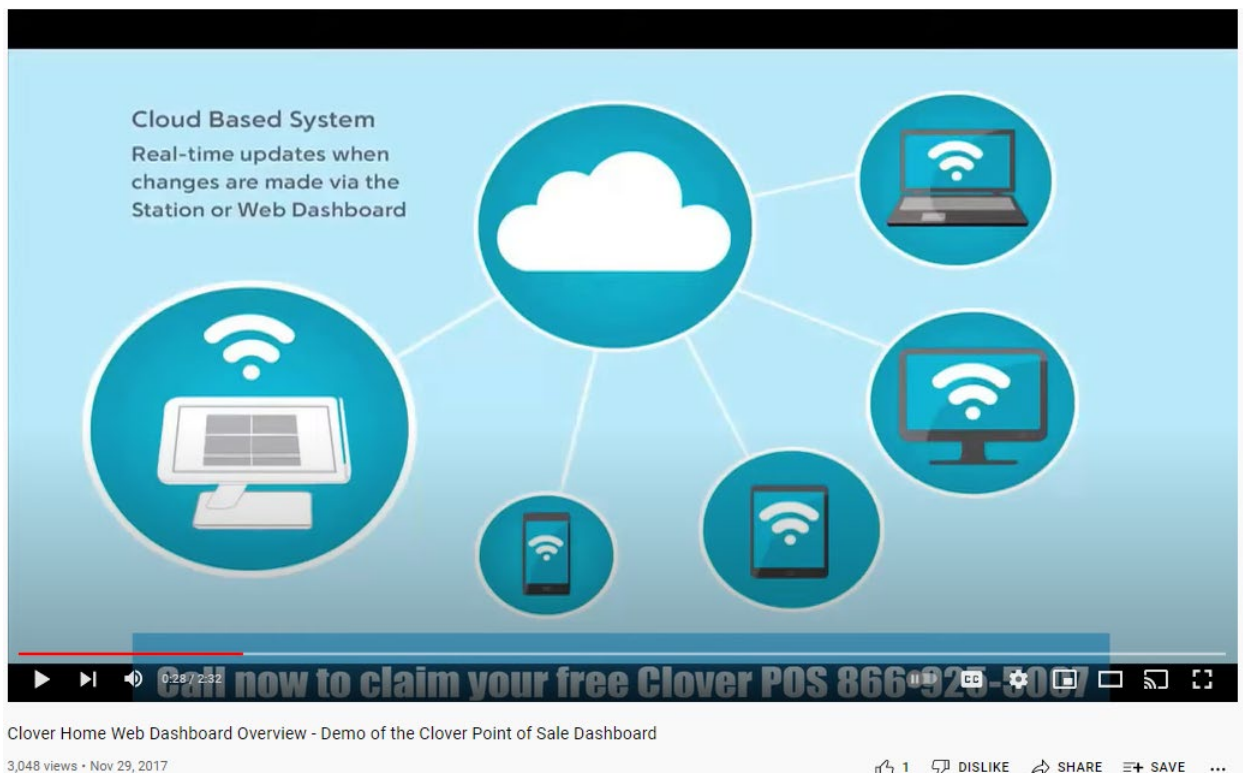 Cloud Based System
Real-time updates when
changes are made via the
Station or Web Dashboard
Call now to claim your free Clover POS 866-925-5007
0:28 / 2:32
CC
Clover Home Web Dashboard Overview - Demo of the Clover Point of Sale Dashboard
3,048 views • Nov 29, 2017
1 DISLIKE SHARE SAVE